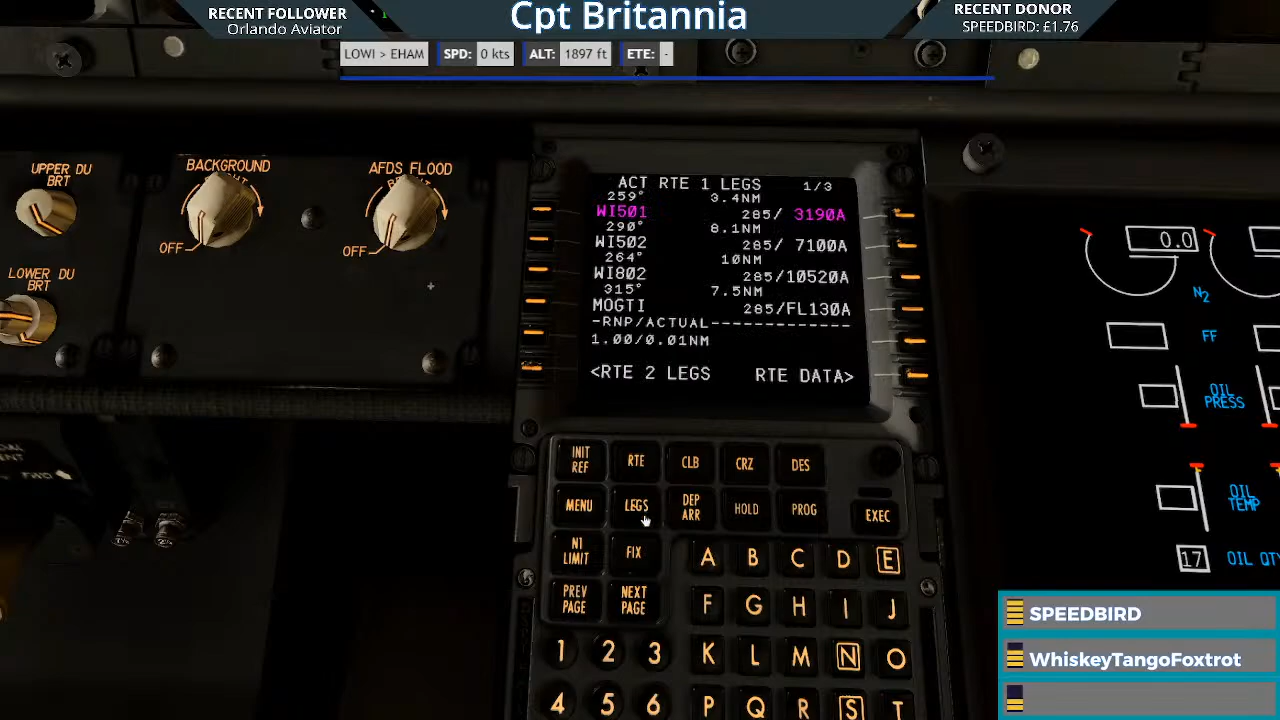 RECENT FOLLOWER
Orlando Aviator
Cpt Britannia
RECENT DONOR
SPEEDBIRD: £1.76
LOWI > EHAM
SPD: 0 kts
ALT: 1897 ft
ETE: -
UPPER DU
BRT
BACKGROUND
OFF
AFDS FLOOD
OFF
LOWER DU
BRT
FWD
ACT RTE 1 LEGS 1/3
259° 3.4NM
WI501 285/ 3190A
290° 8.1NM
WI502 285/ 7100A
264° 10NM
WI802 285/10520A
315° 7.5NM
MOGTI 285/FL130A
-RNP/ACTUAL------------
1.00/0.01NM
<RTE 2 LEGS RTE DATA>
INIT
REF
RTE
CLB
CRZ
DES
MENU
LEGS
DEP
ARR
HOLD
PROG
EXEC
N1
LIMIT
FIX
PREV
PAGE
NEXT
PAGE
A B C D E
F G H I J
1 2 3 K L M N O
4 5 6 P Q R S T
0.0
N2
FF
OIL
PRESS
OIL
TEMP
17 OIL QTY
SPEEDBIRD
WhiskeyTangoFoxtrot